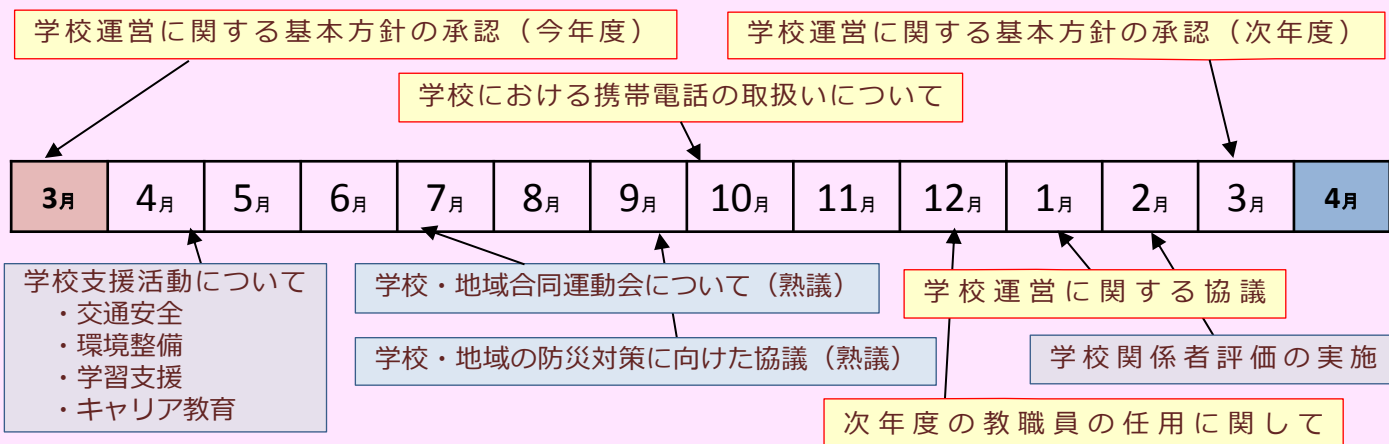 学校運営に関する基本方針の承認（今年度）
学校運営に関する基本方針の承認（次年度）
学校における携帯電話の取扱いについて
3月 4月 5月 6月 7月 8月 9月 10月 11月 12月 1月 2月 3月 4月
学校支援活動について
・交通安全
・環境整備
・学習支援
・キャリア教育
学校・地域合同運動会について（熟議）
学校運営に関する協議
学校・地域の防災対策に向けた協議（熟議）
学校関係者評価の実施
次年度の教職員の任用に関して